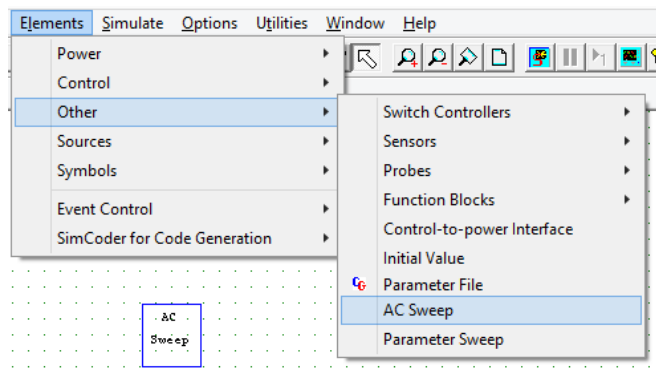 Elements Simulate Options Utilities Window Help
Power
Control
Other
Sources
Symbols
Event Control
SimCoder for Code Generation
Switch Controllers
Sensors
Probes
Function Blocks
Control-to-power Interface
Initial Value
Parameter File
AC Sweep
Parameter Sweep
AC
Sweep